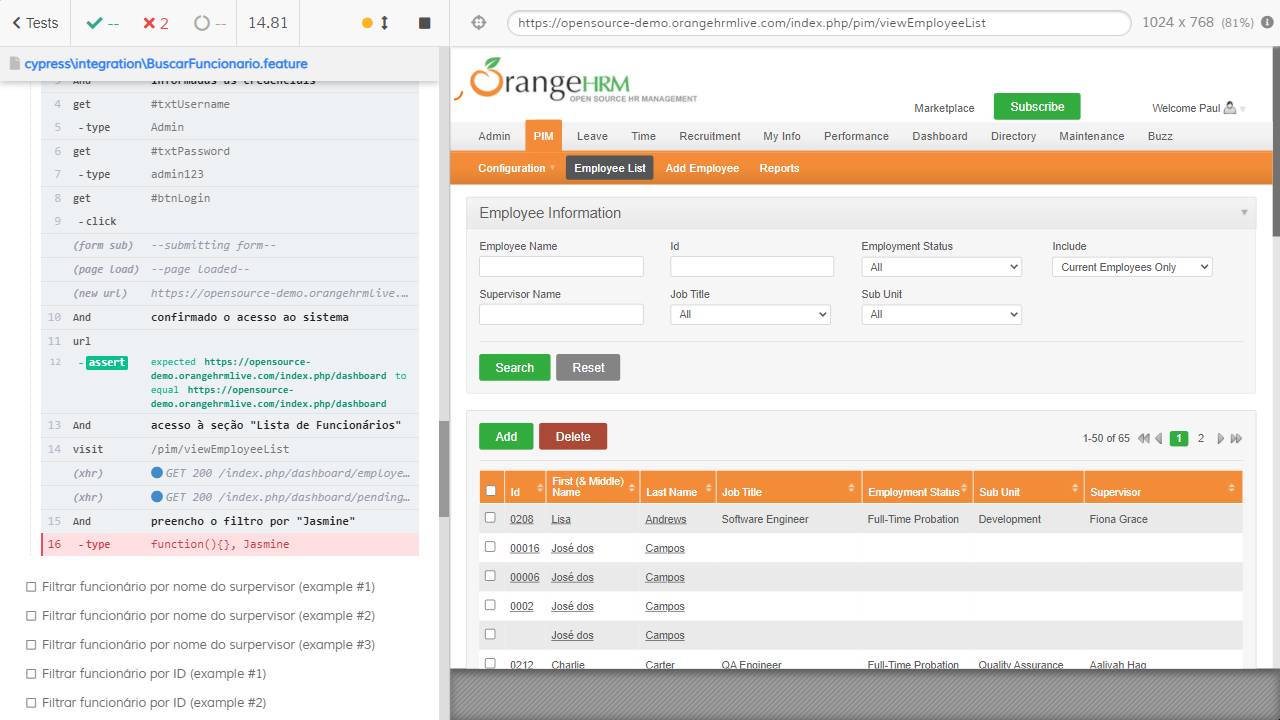 Tests
--
2
--
14.81
https://opensource-demo.orangehrmlive.com/index.php/pim/viewEmployeeList
1024 x 768 (81%)
cypress\integration\BuscarFuncionario.feature
3 And informadas as credenciais
4 get #txtUsername
5 -type Admin
6 get #txtPassword
7 -type admin123
8 get #btnLogin
9 -click
(form sub) --submitting form--
(page load) --page loaded--
(new url) https://opensource-demo.orangehrmlive.…
10 And confirmado o acesso ao sistema
11 url
12 -assert expected https://opensource-
demo.orangehrmlive.com/index.php/dashboard to
equal https://opensource-
demo.orangehrmlive.com/index.php/dashboard
13 And acesso à seção "Lista de Funcionários"
14 visit /pim/viewEmployeeList
(xhr) GET 200 /index.php/dashboard/employe…
(xhr) GET 200 /index.php/dashboard/pending…
15 And preencho o filtro por "Jasmine"
16 -type function(){}, Jasmine
Filtrar funcionário por nome do surpervisor (example #1)
Filtrar funcionário por nome do surpervisor (example #2)
Filtrar funcionário por nome do surpervisor (example #3)
Filtrar funcionário por ID (example #1)
Filtrar funcionário por ID (example #2)
OrangeHRM
OPEN SOURCE HR MANAGEMENT
Marketplace
Subscribe
Welcome Paul
Admin PIM Leave Time Recruitment My Info Performance Dashboard Directory Maintenance Buzz
Configuration Employee List Add Employee Reports
Employee Information
Employee Name Id Employment Status Include
All Current Employees Only
Supervisor Name Job Title Sub Unit
All All
Search Reset
Add Delete
1-50 of 65 1 2
Id First (& Middle) Name Last Name Job Title Employment Status Sub Unit Supervisor
0208 Lisa Andrews Software Engineer Full-Time Probation Development Fiona Grace
00016 José dos Campos
00006 José dos Campos
0002 José dos Campos
José dos Campos
0212 Charlie Carter QA Engineer Full-Time Probation Quality Assurance Aaliyah Haq